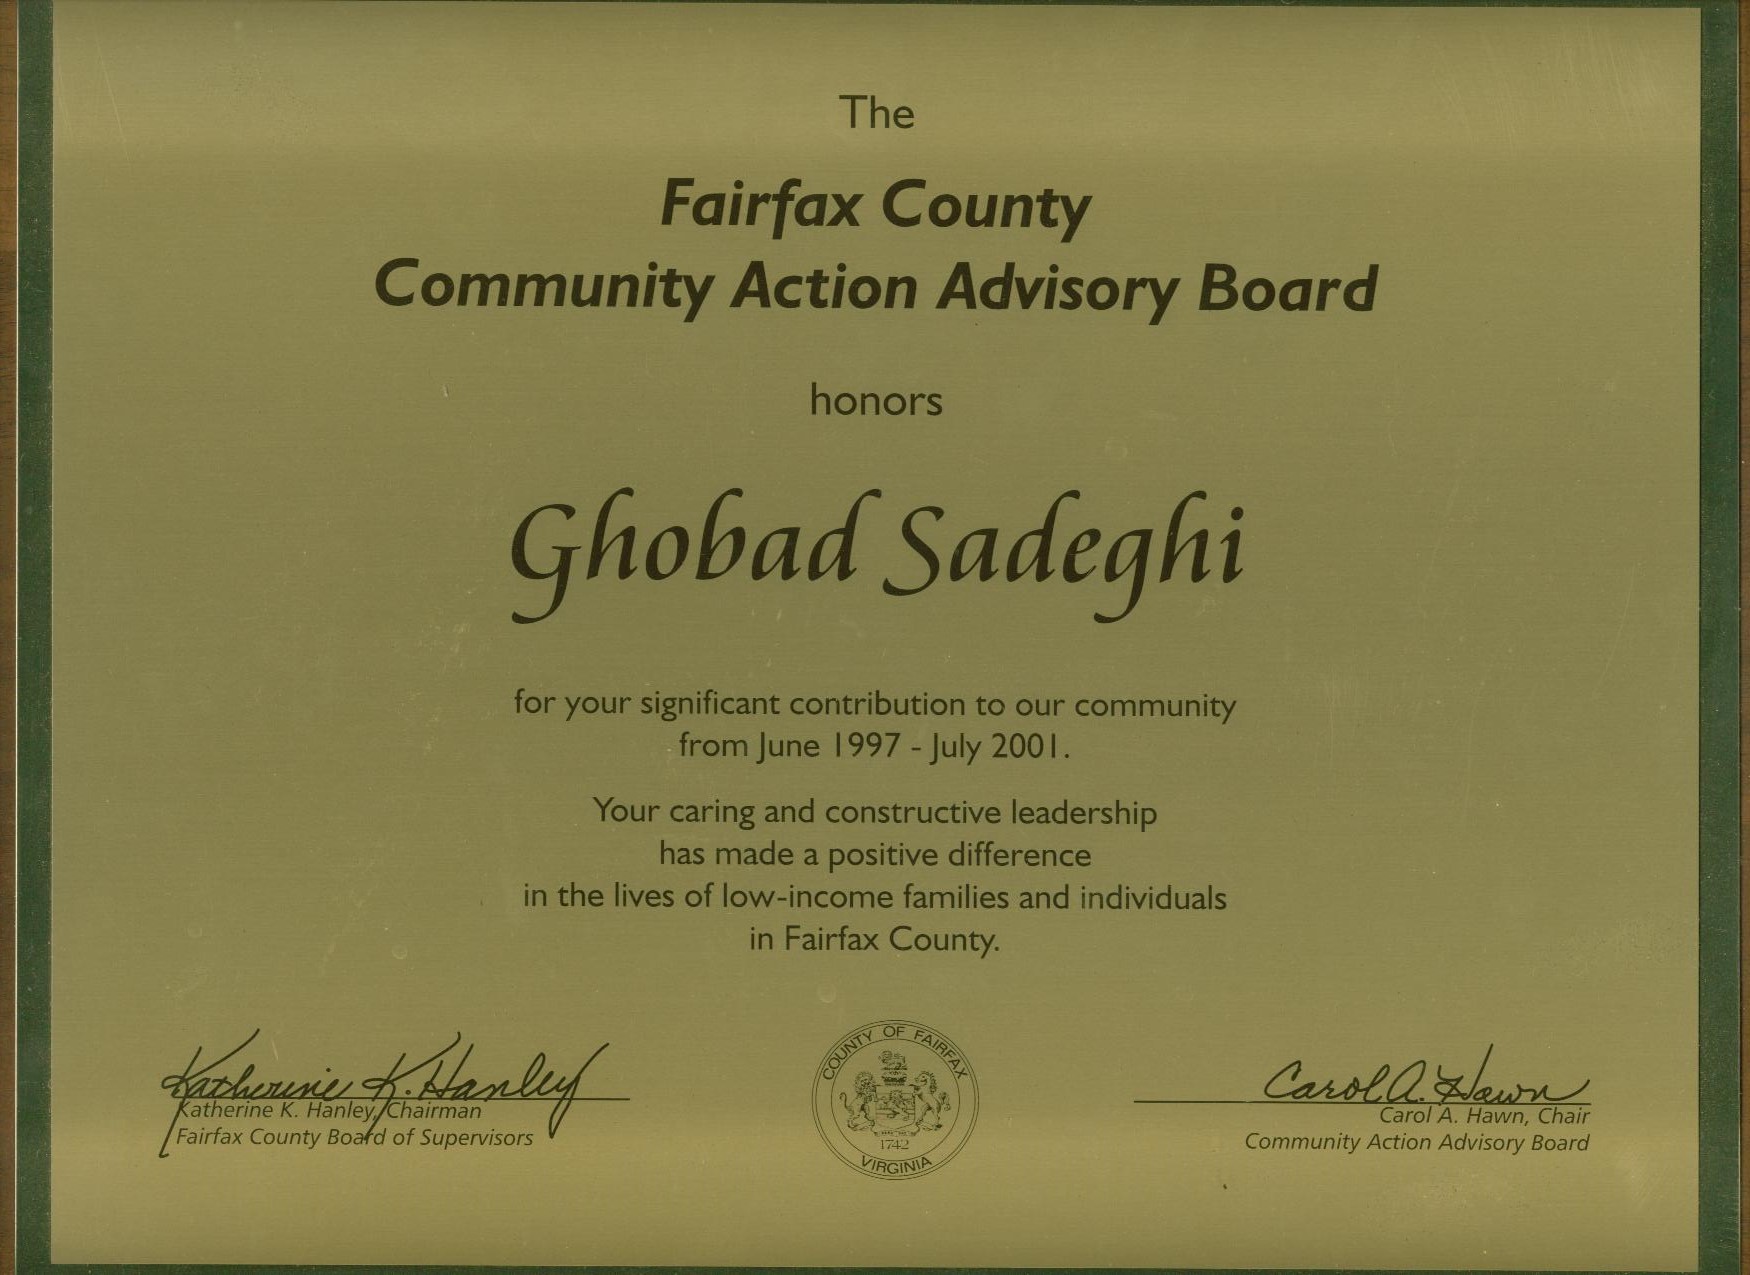 The
Fairfax County
Community Action Advisory Board
honors
Ghobad Sadeghi
for your significant contribution to our community
from June 1997 - July 2001.
Your caring and constructive leadership
has made a positive difference
in the lives of low-income families and individuals
in Fairfax County.
Katherine K. Hanley
Katherine K. Hanley, Chairman
Fairfax County Board of Supervisors
COUNTY OF FAIRFAX
1742
VIRGINIA
Carol A. Hawn
Carol A. Hawn, Chair
Community Action Advisory Board